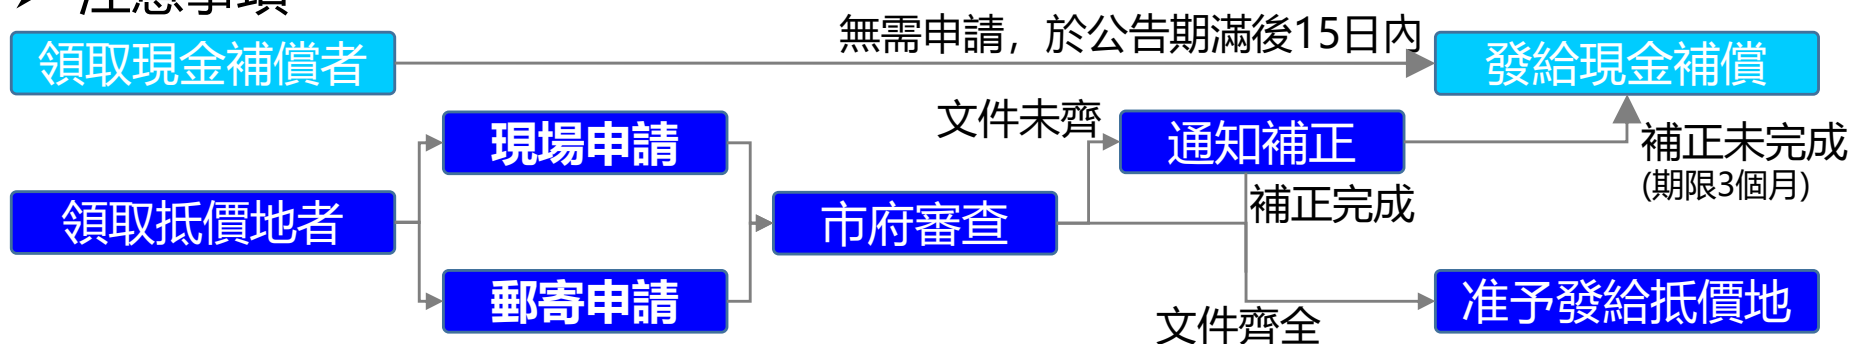 ➤ 注意事項
無需申請，於公告期滿後15日內
領取現金補償者
發給現金補償
文件未齊
現場申請
通知補正
補正未完成
(期限3個月)
領取抵價地者
市府審查
補正完成
郵寄申請
准予發給抵價地
文件齊全